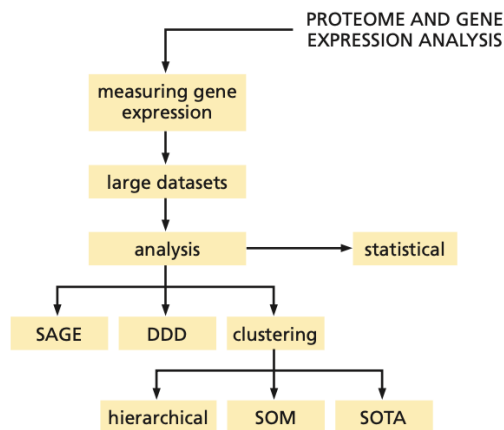 PROTEOME AND GENE
EXPRESSION ANALYSIS
measuring gene
expression
large datasets
analysis
statistical
SAGE
DDD
clustering
hierarchical
SOM
SOTA